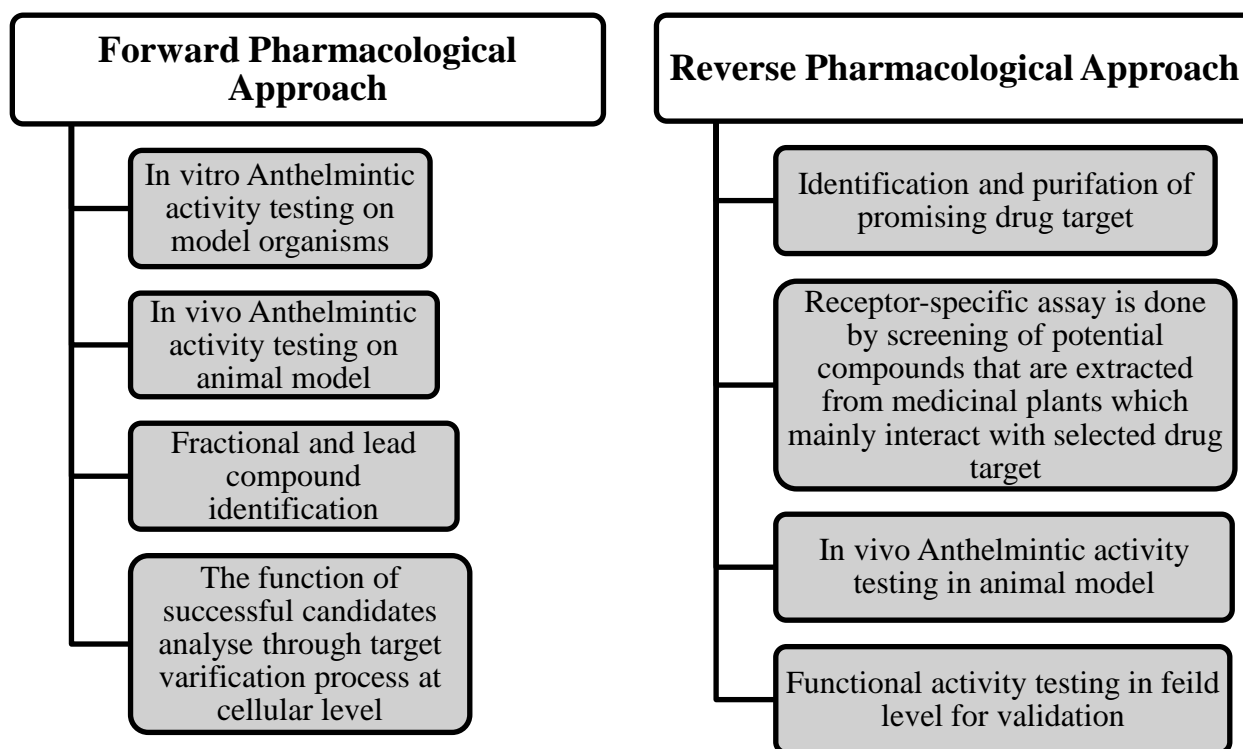 Forward Pharmacological
Approach
In vitro Anthelmintic
activity testing on
model organisms
In vivo Anthelmintic
activity testing on
animal model
Fractional and lead
compound
identification
The function of
successful candidates
analyse through target
varification process at
cellular level
Reverse Pharmacological Approach
Identification and purifation of
promising drug target
Receptor-specific assay is done
by screening of potential
compounds that are extracted
from medicinal plants which
mainly interact with selected drug
target
In vivo Anthelmintic activity
testing in animal model
Functional activity testing in feild
level for validation